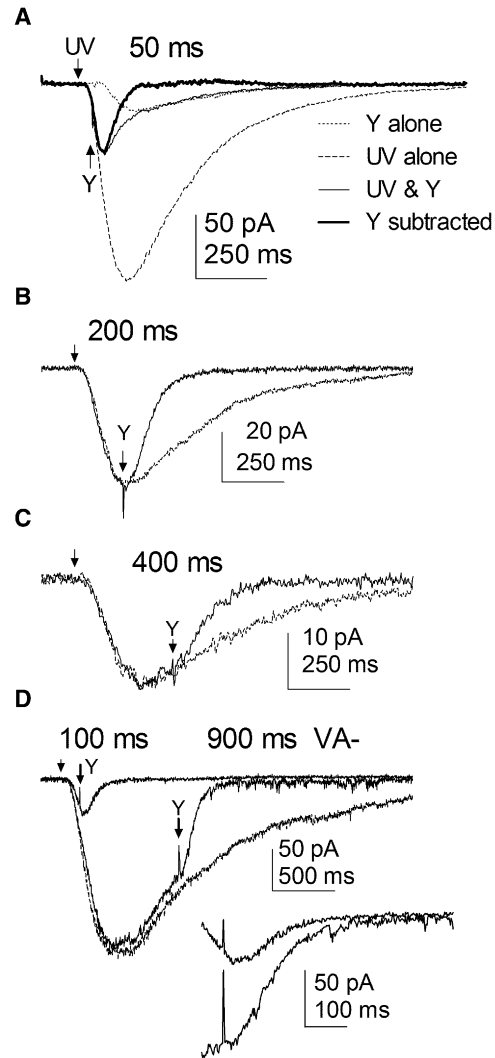 A
UV
50 ms
Y
Y alone
UV alone
UV & Y
Y subtracted
50 pA
250 ms
B
200 ms
Y
20 pA
250 ms
C
400 ms
Y
10 pA
250 ms
D
100 ms 900 ms VA-
Y
Y
50 pA
500 ms
50 pA
100 ms